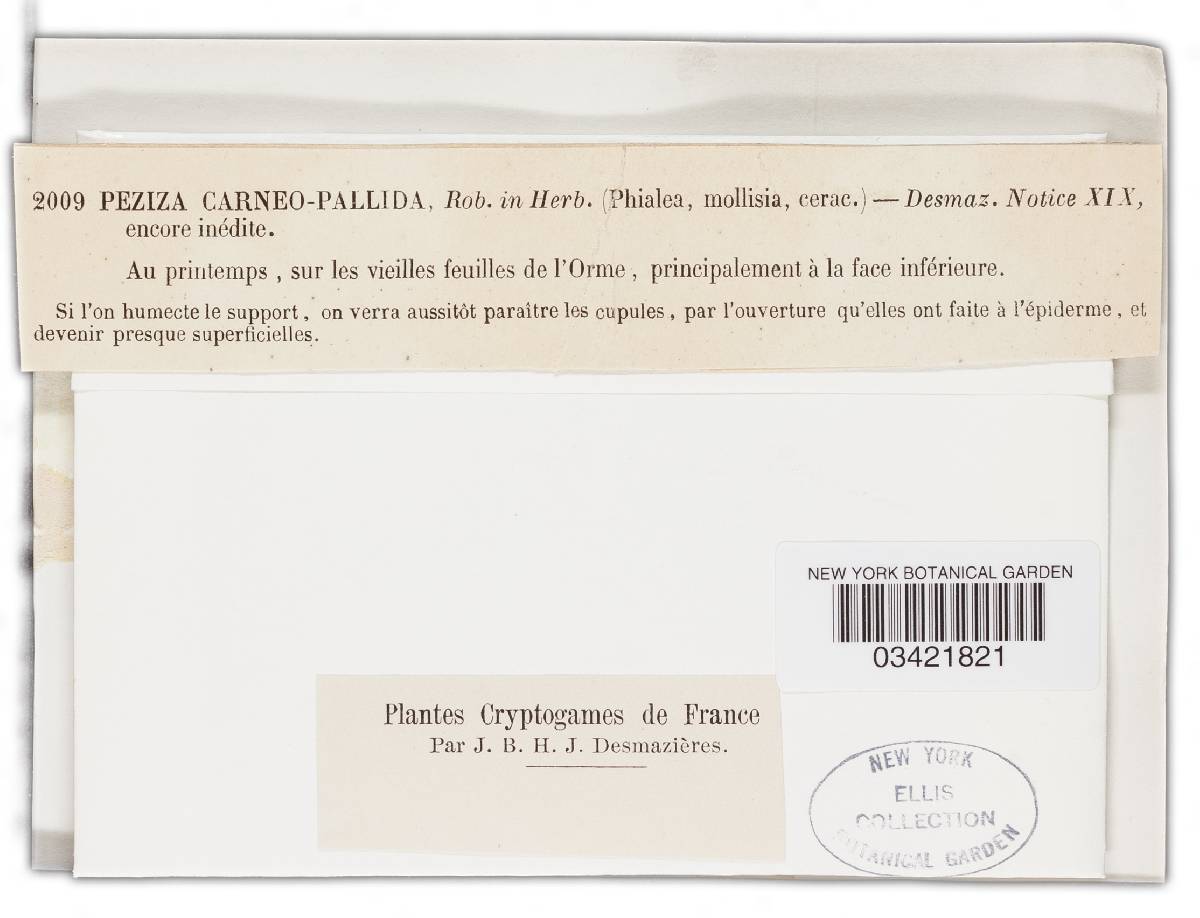 2009 PEZIZA CARNEO-PALLIDA, Rob. in Herb. (Phialea, mollisia, cerac.) — Desmaz. Notice XIX,
encore inédite.
Au printemps, sur les vieilles feuilles de l'Orme, principalement à la face inférieure.
Si l'on humecte le support, on verra aussitôt paraître les cupules, par l'ouverture qu'elles ont faite à l'épiderme, et
devenir presque superficielles.
NEW YORK BOTANICAL GARDEN
03421821
Plantes Cryptogames de France
Par J. B. H. J. Desmazières.
NEW YORK
ELLIS
COLLECTION
BOTANICAL GARDEN